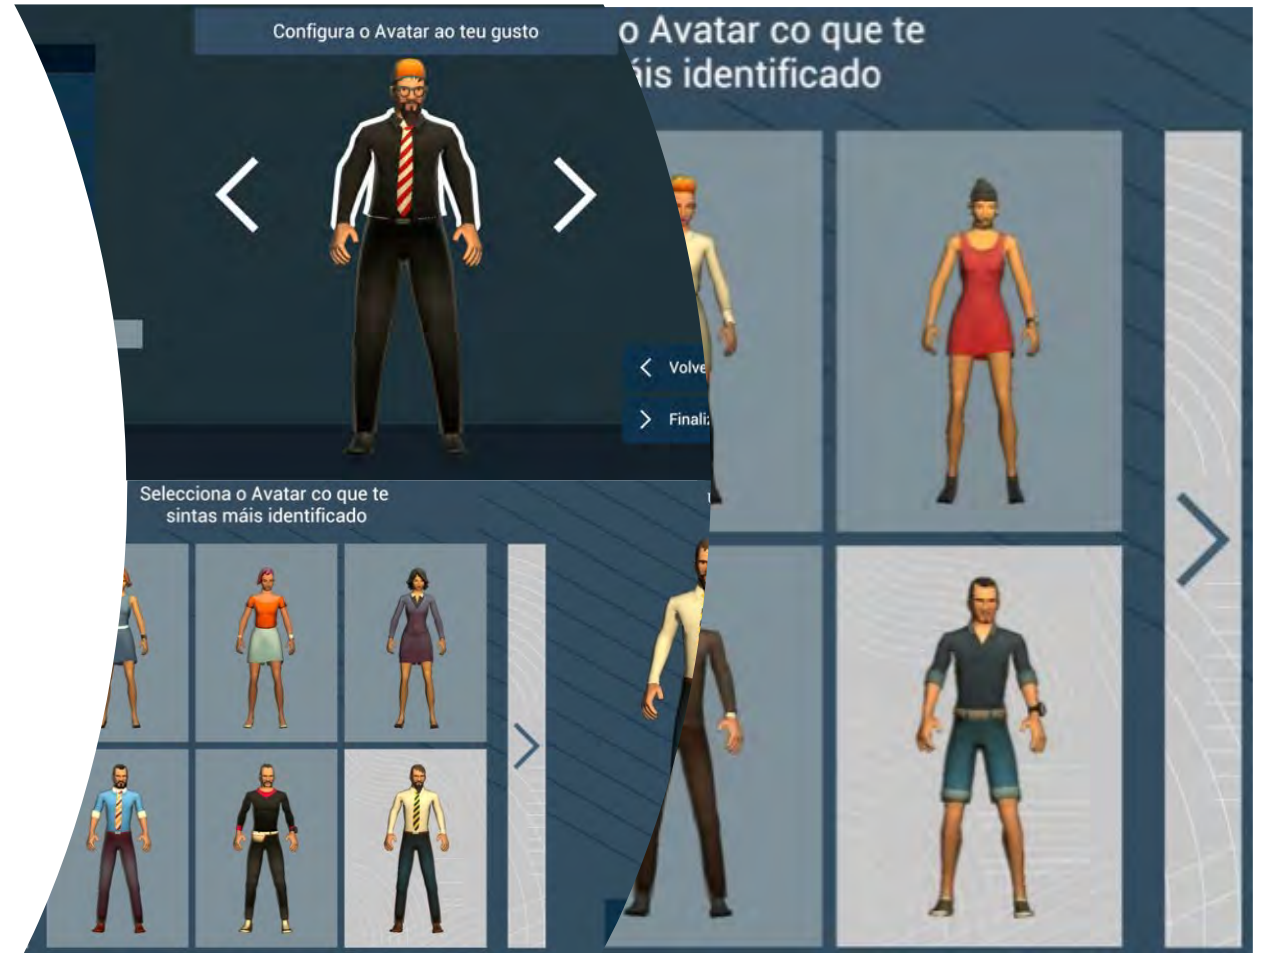 Configura o Avatar ao teu gusto
o Avatar co que te
máis identificado
Volve
Finali
Selecciona o Avatar co que te
sintas máis identificado